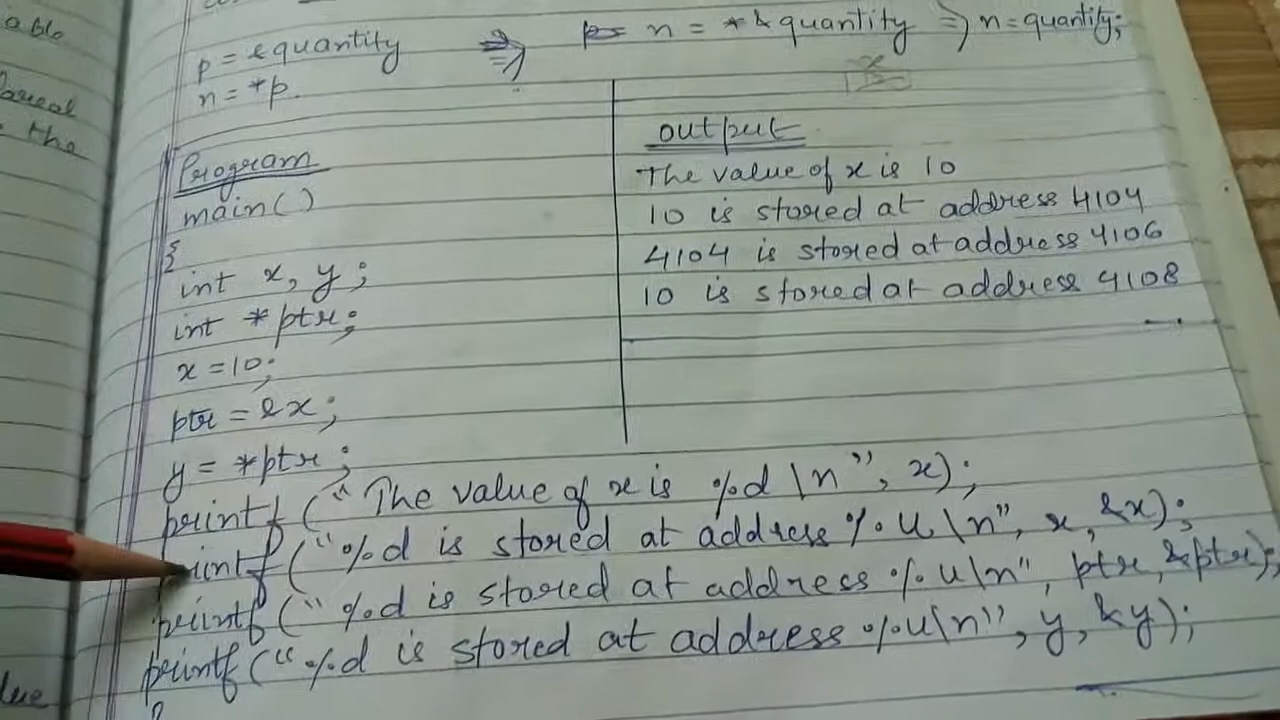 able
the
p = &quantity
n = *p.
n = *&quantity => n = quantity;
Program
main()
{
int x, y;
int *ptr;
x = 10;
ptr = &x;
y = *ptr;
printf("The value of x is %d \n", x);
printf("%d is stored at address %u\n", x, &x);
printf("%d is stored at address %u\n", ptr, &ptr);
printf("%d is stored at address %u\n", y, &y);
output
The value of x is 10
10 is stored at address 4104
4104 is stored at address 4106
10 is stored at address 4108